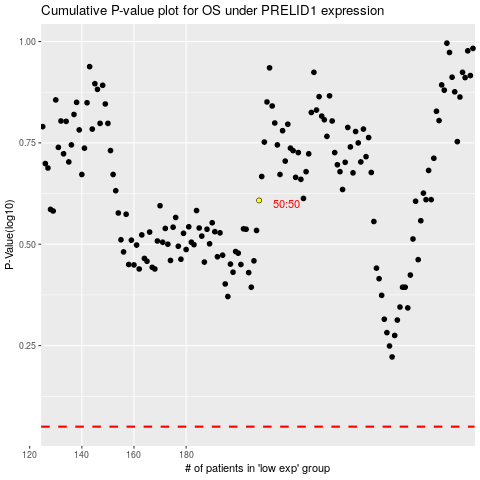 Cumulative P-value plot for OS under PRELID1 expression
P-Value(log10)
1.00
0.75
0.50
0.25
50:50
120 140 160 180
# of patients in 'low exp' group